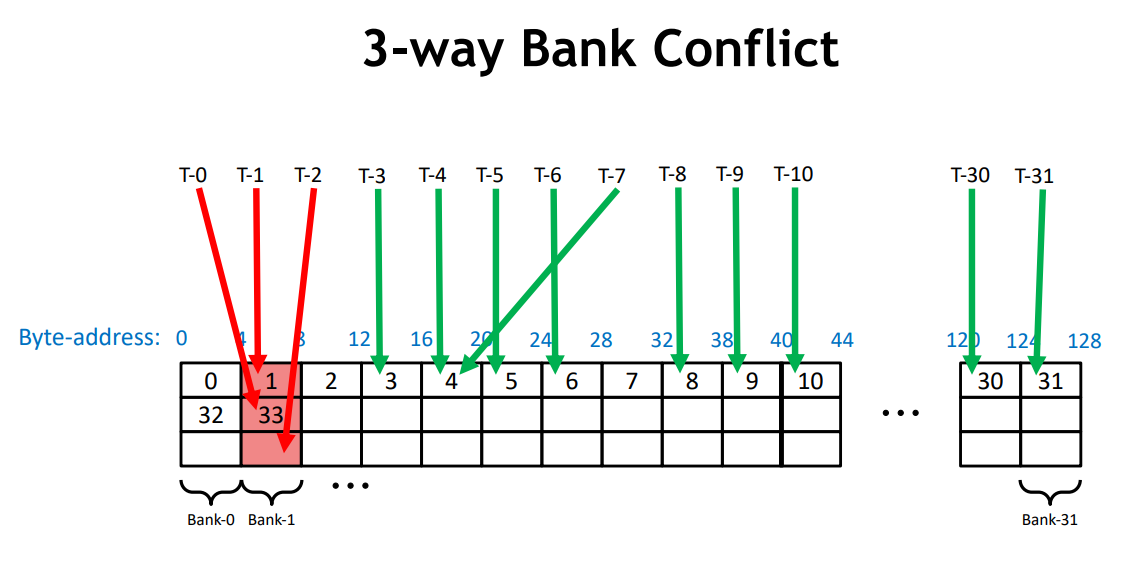 3-way Bank Conflict
T-0 T-1 T-2 T-3 T-4 T-5 T-6 T-7 T-8 T-9 T-10 T-30 T-31
Byte-address: 0 4 8 12 16 20 24 28 32 38 40 44 120 124 128
0 1 2 3 4 5 6 7 8 9 10 30 31
32 33 ...
...
Bank-0 Bank-1 Bank-31